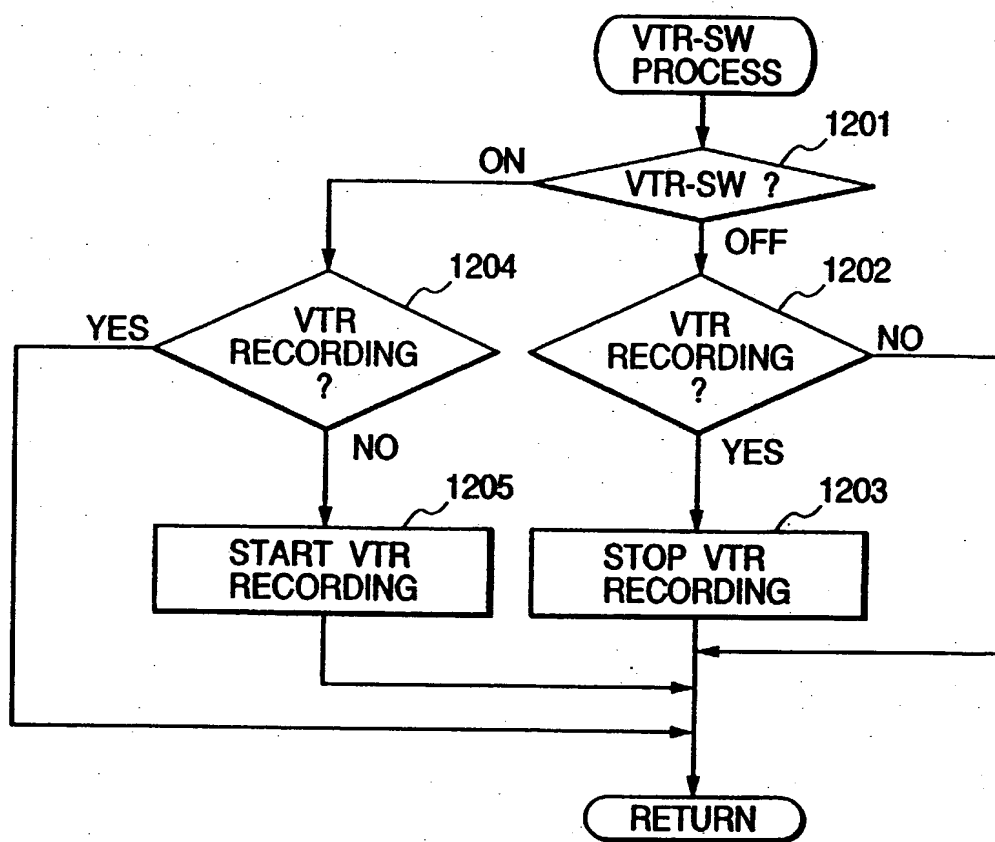 VTR-SW
PROCESS
1201
ON
VTR-SW ?
OFF
1204
1202
YES
VTR
RECORDING
?
VTR
RECORDING
?
NO
NO
YES
1205
1203
START VTR
RECORDING
STOP VTR
RECORDING
RETURN